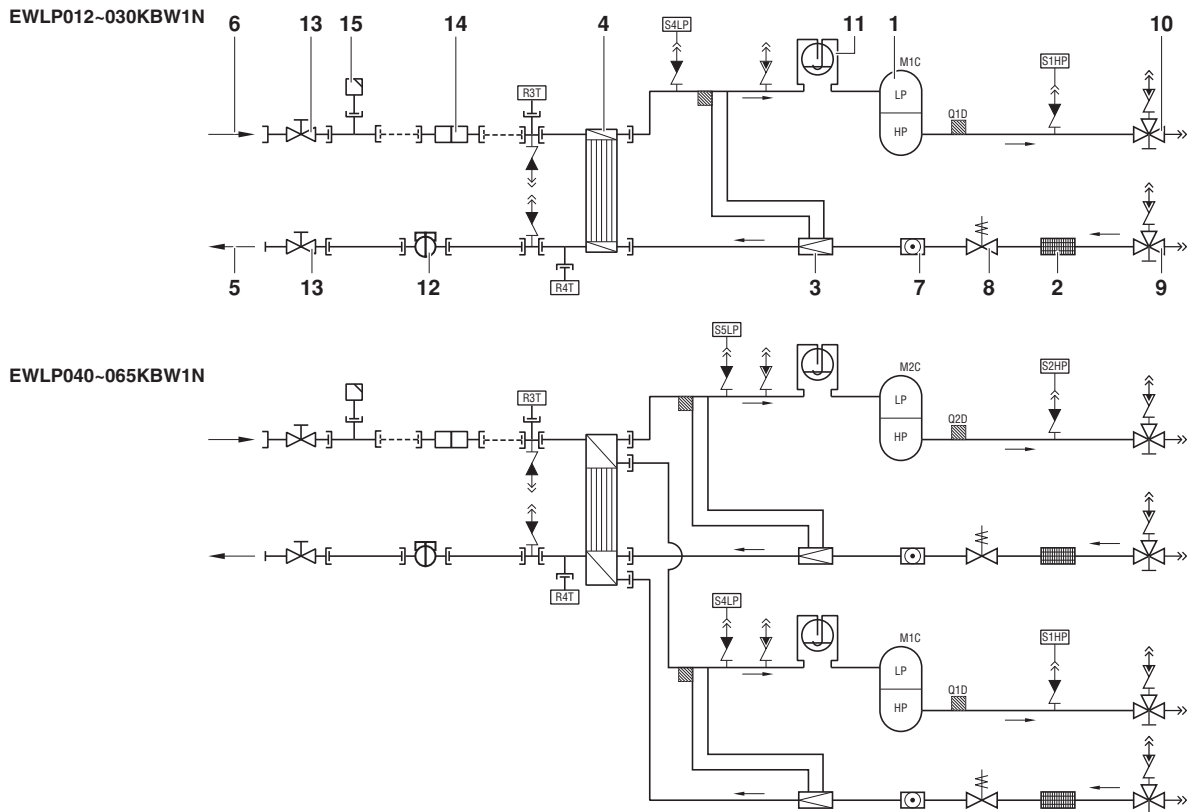 EWLP012~030KBW1N
6 13 15 14 4 11 1 10
S4LP
M1C
S1HP
R3T
LP
Q1D
HP
5 13 12 3 7 8 2 9
R4T
EWLP040~065KBW1N
S5LP
M2C
S2HP
R3T
LP
Q2D
HP
R4T
S4LP
M1C
S1HP
LP
Q1D
HP